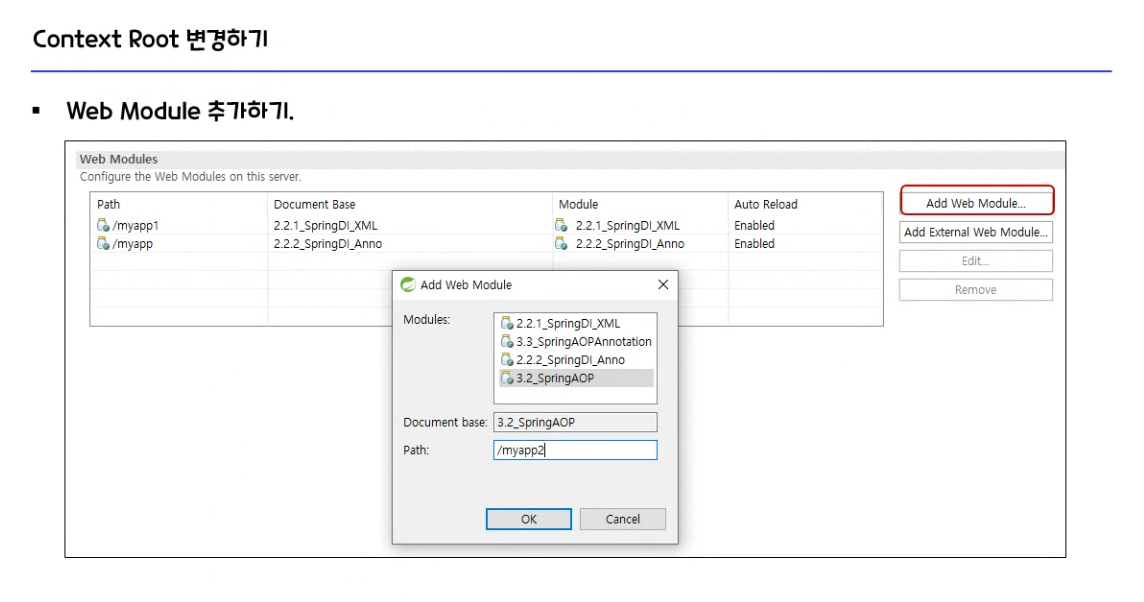 Context Root 변경하기
▪ Web Module 추가하기.
Web Modules
Configure the Web Modules on this server.
Path Document Base Module Auto Reload
/myapp1 2.2.1_SpringDI_XML 2.2.1_SpringDI_XML Enabled
/myapp 2.2.2_SpringDI_Anno 2.2.2_SpringDI_Anno Enabled
Add Web Module...
Add External Web Module...
Edit...
Remove
Add Web Module
Modules:
2.2.1_SpringDI_XML
3.3_SpringAOPAnnotation
2.2.2_SpringDI_Anno
3.2_SpringAOP
Document base: 3.2_SpringAOP
Path: /myapp2
OK Cancel